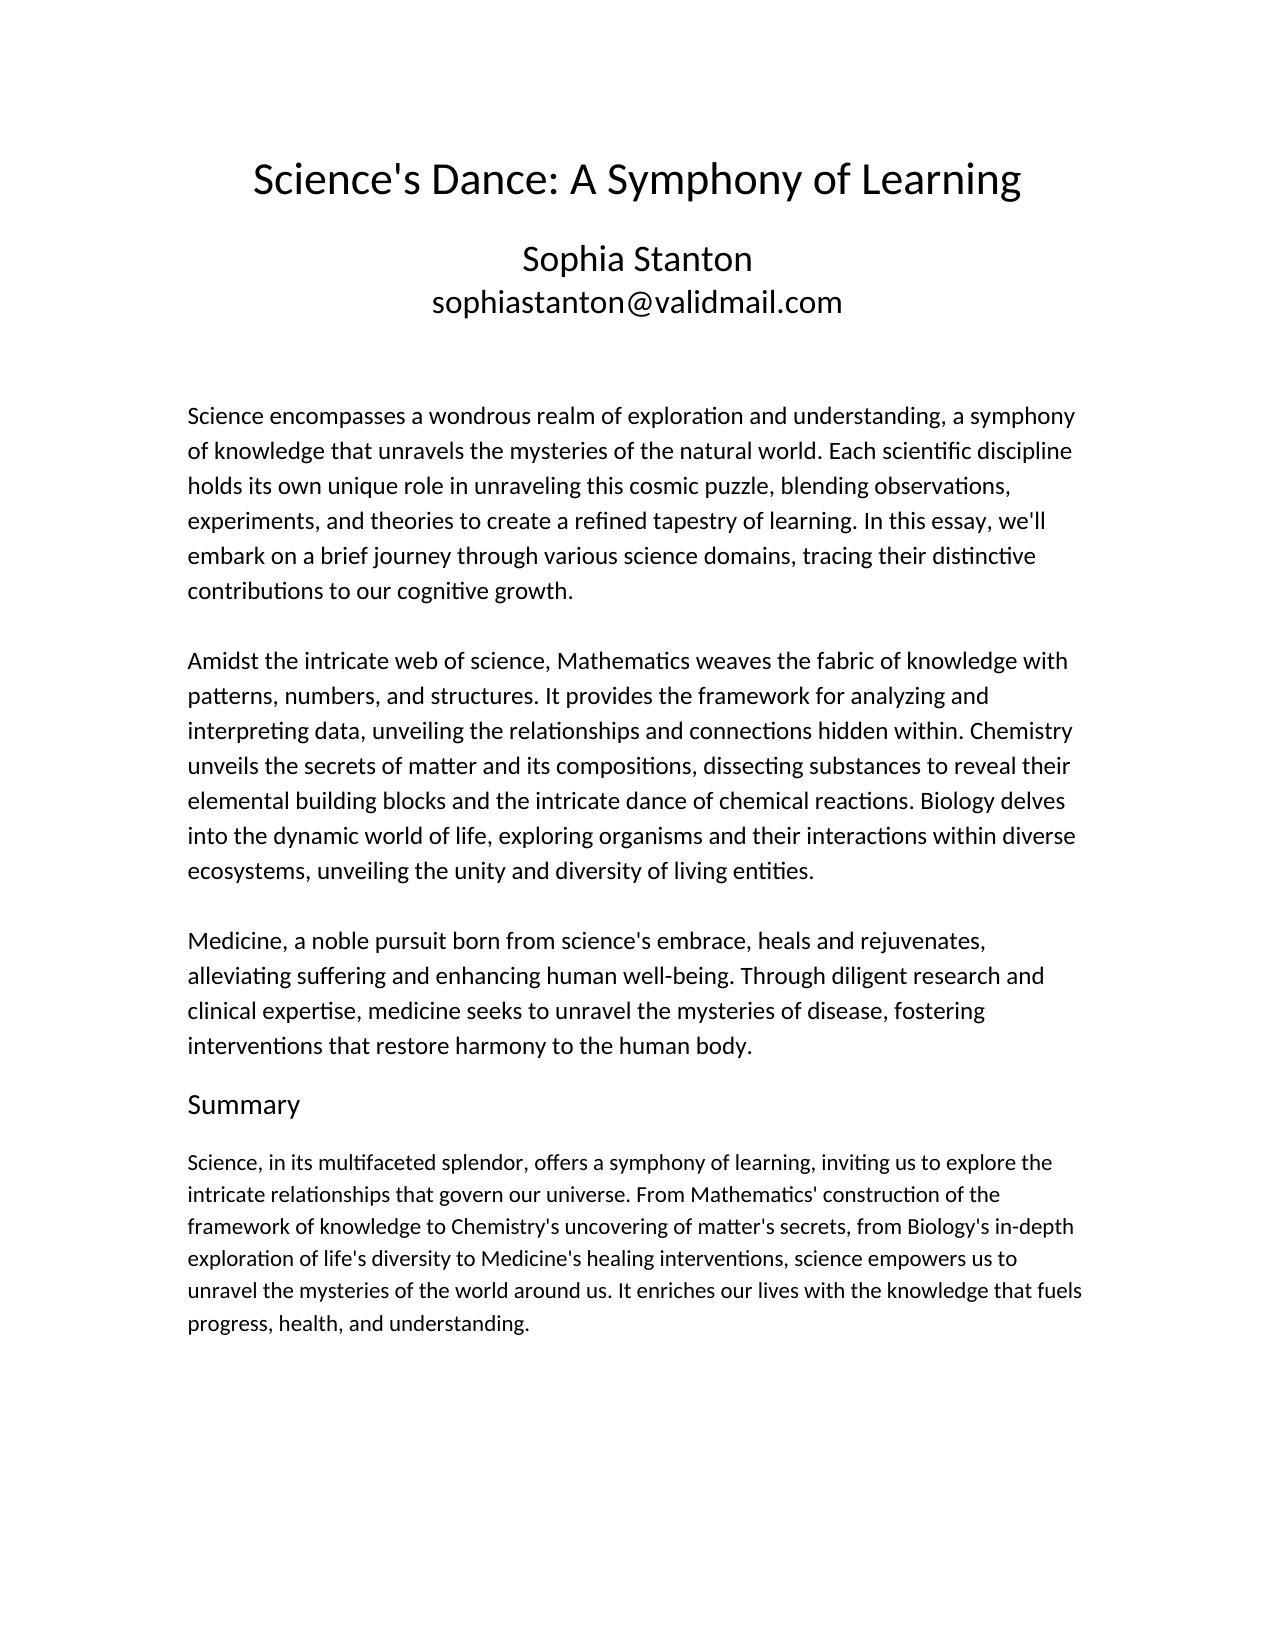 Science's Dance: A Symphony of Learning
Sophia Stanton
sophiastanton@validmail.com
Science encompasses a wondrous realm of exploration and understanding, a symphony
of knowledge that unravels the mysteries of the natural world. Each scientific discipline
holds its own unique role in unraveling this cosmic puzzle, blending observations,
experiments, and theories to create a refined tapestry of learning. In this essay, we'll
embark on a brief journey through various science domains, tracing their distinctive
contributions to our cognitive growth.
Amidst the intricate web of science, Mathematics weaves the fabric of knowledge with
patterns, numbers, and structures. It provides the framework for analyzing and
interpreting data, unveiling the relationships and connections hidden within. Chemistry
unveils the secrets of matter and its compositions, dissecting substances to reveal their
elemental building blocks and the intricate dance of chemical reactions. Biology delves
into the dynamic world of life, exploring organisms and their interactions within diverse
ecosystems, unveiling the unity and diversity of living entities.
Medicine, a noble pursuit born from science's embrace, heals and rejuvenates,
alleviating suffering and enhancing human well-being. Through diligent research and
clinical expertise, medicine seeks to unravel the mysteries of disease, fostering
interventions that restore harmony to the human body.
Summary
Science, in its multifaceted splendor, offers a symphony of learning, inviting us to explore the
intricate relationships that govern our universe. From Mathematics' construction of the
framework of knowledge to Chemistry's uncovering of matter's secrets, from Biology's in-depth
exploration of life's diversity to Medicine's healing interventions, science empowers us to
unravel the mysteries of the world around us. It enriches our lives with the knowledge that fuels
progress, health, and understanding.